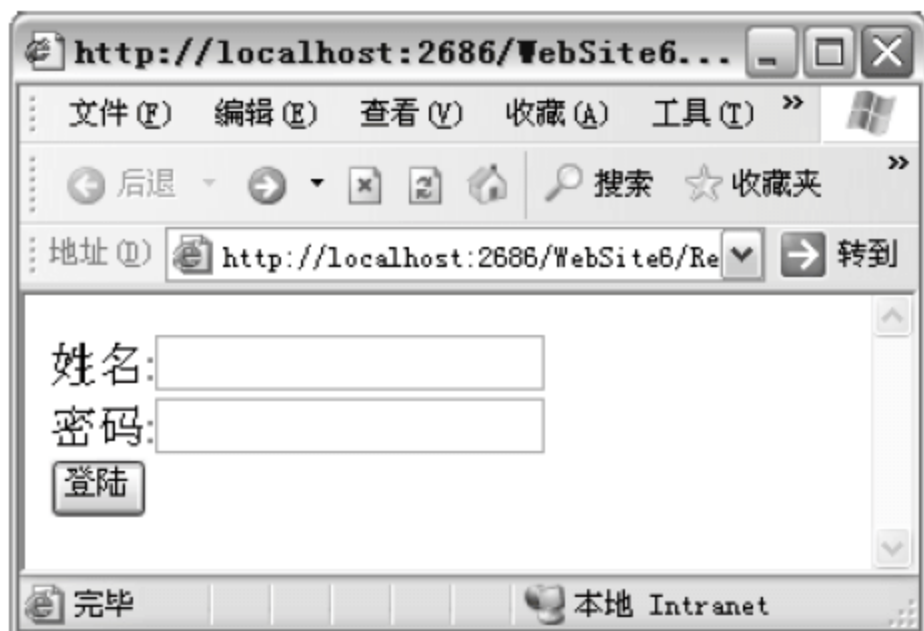 http://localhost:2686/WebSite6...
文件(F) 编辑(E) 查看(V) 收藏(A) 工具(T) »
后退 搜索 收藏夹 »
地址(D) http://localhost:2686/WebSite6/Re 转到
姓名:
密码:
登陆
完毕 本地 Intranet